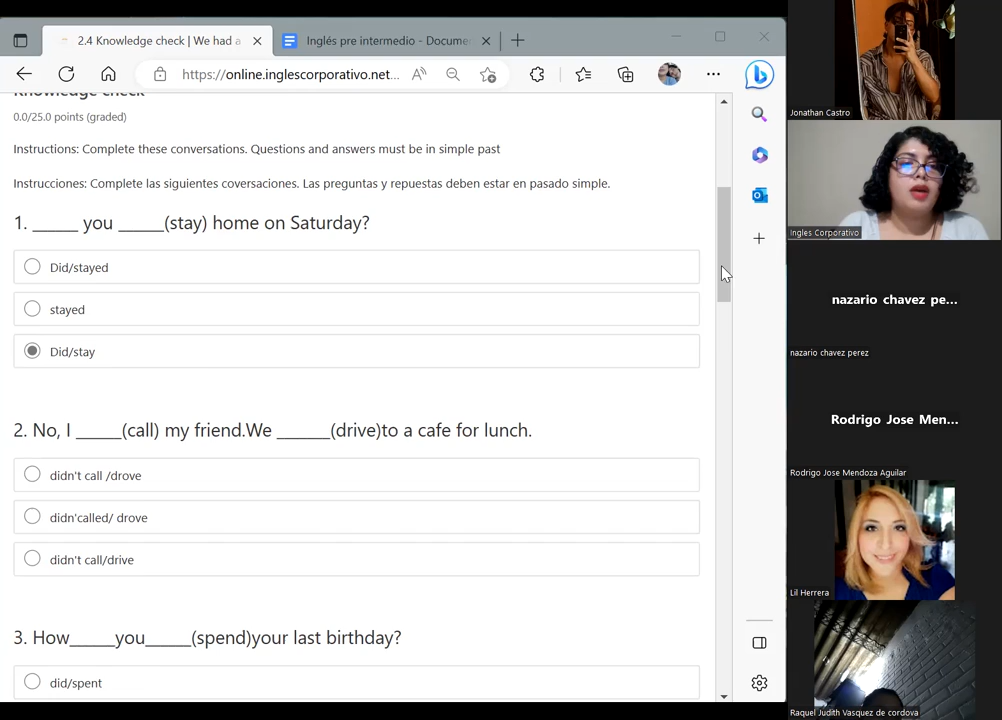 2.4 Knowledge check | We had a
Inglés pre intermedio - Docume
https://online.inglescorporativo.net...
Knowledge check
0.0/25.0 points (graded)
Instructions: Complete these conversations. Questions and answers must be in simple past
Instrucciones: Complete las siguientes coversaciones. Las preguntas y repuestas deben estar en pasado simple.
1. _____ you _____(stay) home on Saturday?
Did/stayed
stayed
Did/stay
2. No, I _____(call) my friend.We ______(drive)to a cafe for lunch.
didn't call /drove
didn'called/ drove
didn't call/drive
3. How_____you_____(spend)your last birthday?
did/spent
Jonathan Castro
Ingles Corporativo
nazario chavez pe...
nazario chavez perez
Rodrigo Jose Men...
Rodrigo Jose Mendoza Aguilar
Lil Herrera
Raquel Judith Vasquez de cordova